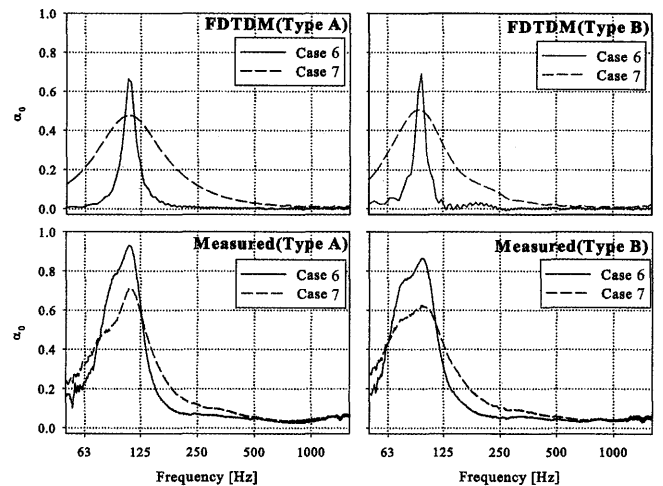 FDTDM(Type A)
Case 6
Case 7
1.0
0.8
0.6
0.4
0.2
0.0
α0
FDTDM(Type B)
Case 6
Case 7
Measured(Type A)
Case 6
Case 7
1.0
0.8
0.6
0.4
0.2
0.0
α0
63
125
250
500
1000
Frequency [Hz]
Measured(Type B)
Case 6
Case 7
63
125
250
500
1000
Frequency [Hz]